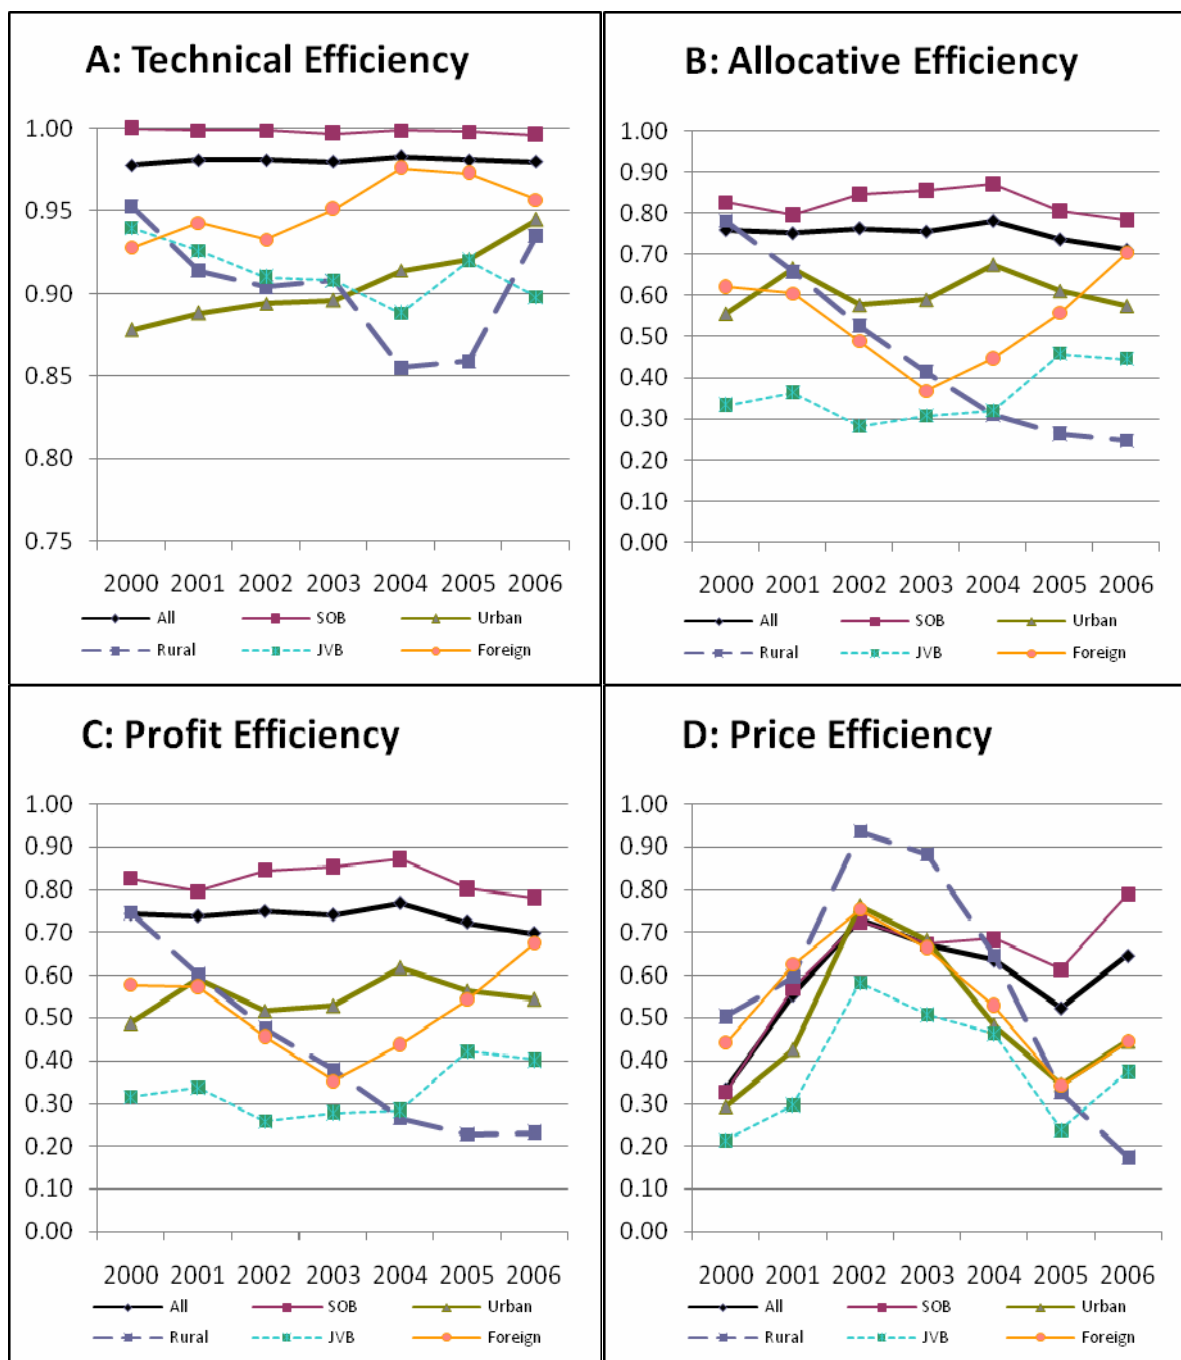 A: Technical Efficiency
1.00
0.95
0.90
0.85
0.80
0.75
2000 2001 2002 2003 2004 2005 2006
All SOB Urban
Rural JVB Foreign
B: Allocative Efficiency
1.00
0.90
0.80
0.70
0.60
0.50
0.40
0.30
0.20
0.10
0.00
2000 2001 2002 2003 2004 2005 2006
All SOB Urban
Rural JVB Foreign
C: Profit Efficiency
1.00
0.90
0.80
0.70
0.60
0.50
0.40
0.30
0.20
0.10
0.00
2000 2001 2002 2003 2004 2005 2006
All SOB Urban
Rural JVB Foreign
D: Price Efficiency
1.00
0.90
0.80
0.70
0.60
0.50
0.40
0.30
0.20
0.10
0.00
2000 2001 2002 2003 2004 2005 2006
All SOB Urban
Rural JVB Foreign